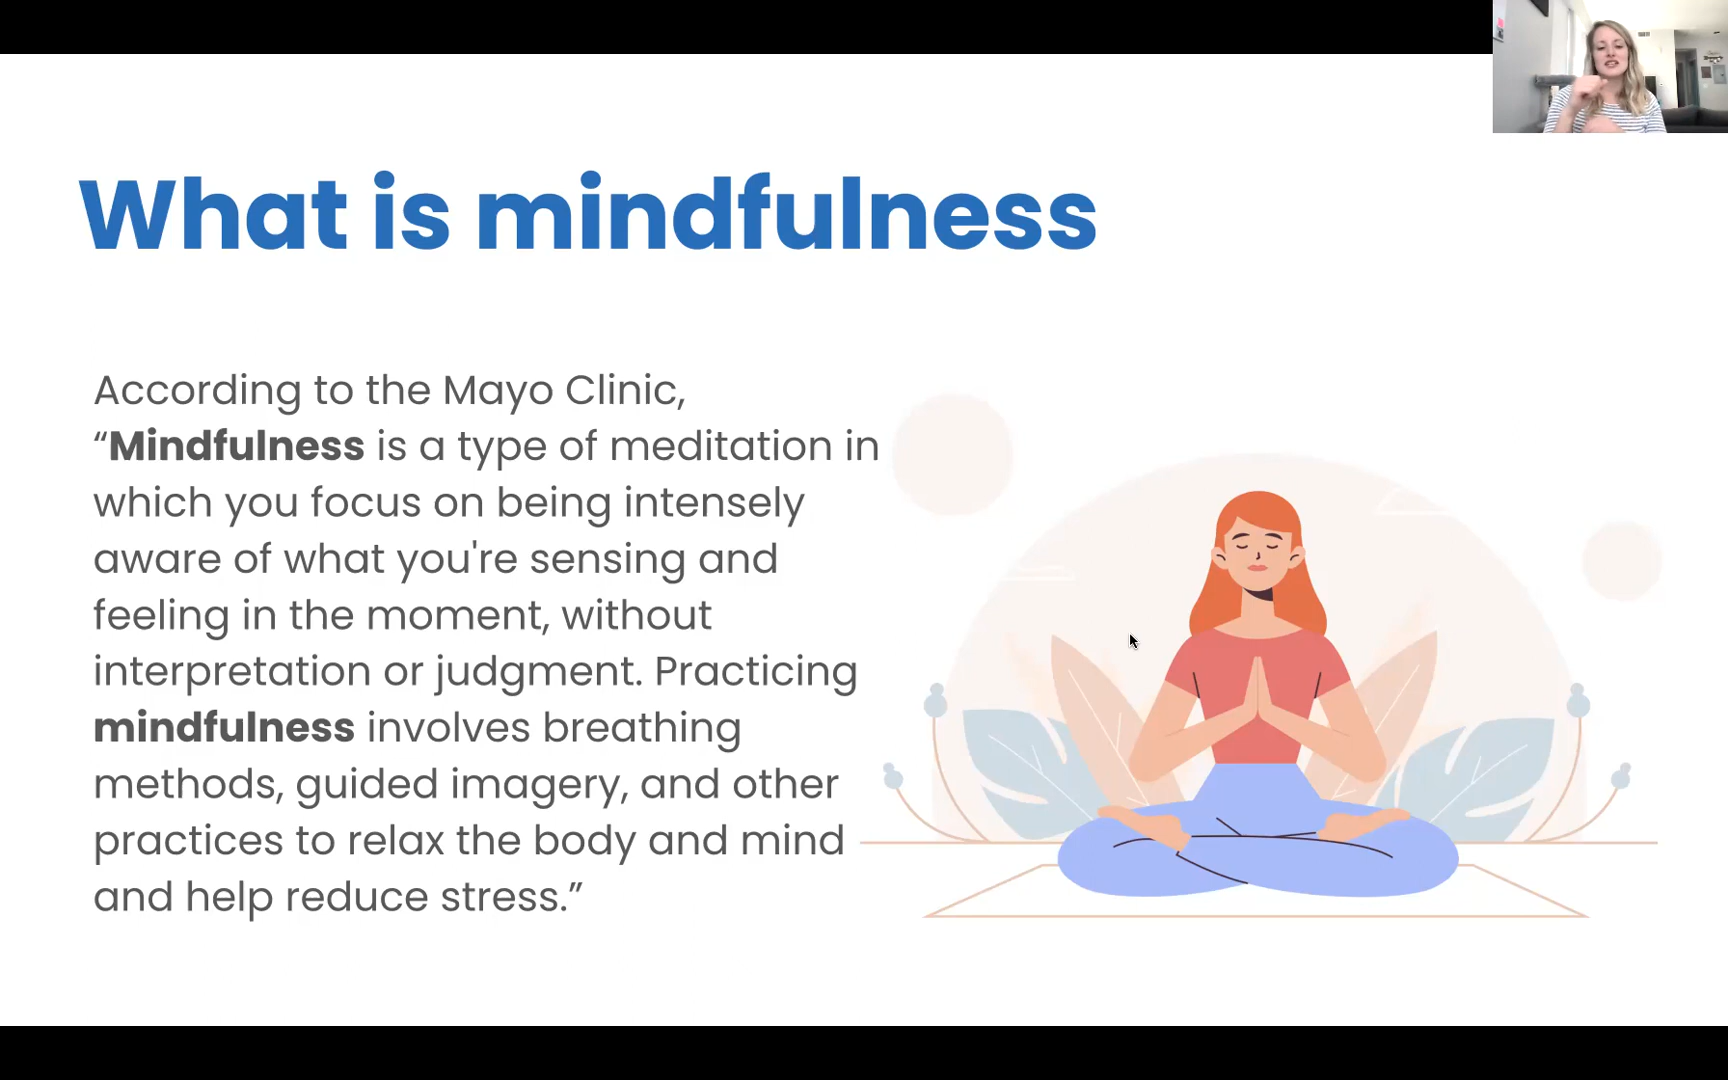 What is mindfulness
According to the Mayo Clinic,
“Mindfulness is a type of meditation in
which you focus on being intensely
aware of what you're sensing and
feeling in the moment, without
interpretation or judgment. Practicing
mindfulness involves breathing
methods, guided imagery, and other
practices to relax the body and mind
and help reduce stress.”